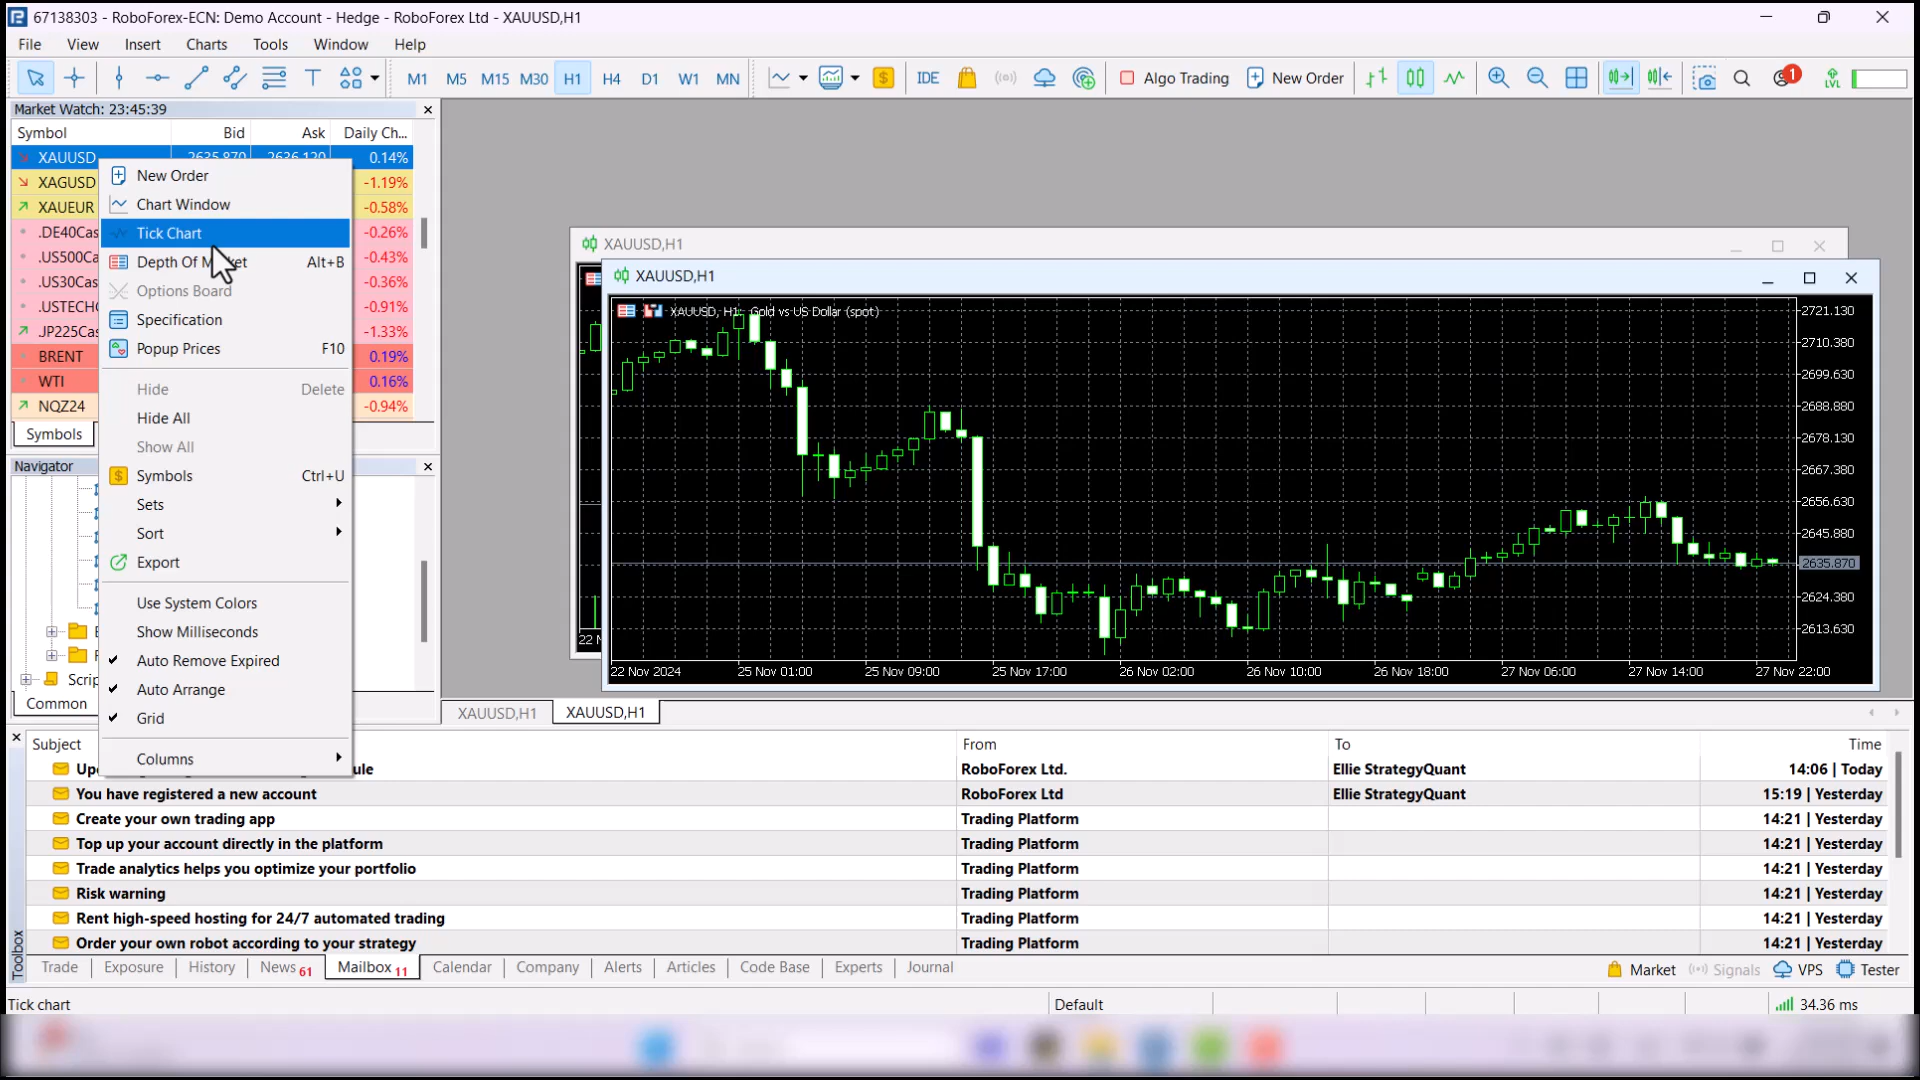 67138303 - RoboForex-ECN: Demo Account - Hedge - RoboForex Ltd - XAUUSD,H1
File View Insert Charts Tools Window Help
M1 M5 M15 M30 H1 H4 D1 W1 MN IDE Algo Trading New Order 1 LVL
Market Watch: 23:45:39
Symbol Bid Ask Daily Ch...
XAUUSD 2635.870 2636.120 0.14%
XAGUSD -1.19%
XAUEUR -0.58%
.DE40Cas -0.26%
.US500C -0.43%
.US30Cas -0.36%
.USTECH -0.91%
.JP225Cas -1.33%
BRENT 0.19%
WTI 0.16%
NQZ24 -0.94%
Symbols
Navigator
Scrip
Common
New Order
Chart Window
Tick Chart
Depth Of Market Alt+B
Options Board
Specification
Popup Prices F10
Hide Delete
Hide All
Show All
Symbols Ctrl+U
Sets
Sort
Export
Use System Colors
Show Milliseconds
Auto Remove Expired
Auto Arrange
Grid
Columns
XAUUSD,H1
22 N
XAUUSD,H1
XAUUSD, H1: Gold vs US Dollar (spot)
2721.130
2710.380
2699.630
2688.880
2678.130
2667.380
2656.630
2645.880
2635.870
2624.380
2613.630
22 Nov 2024 25 Nov 01:00 25 Nov 09:00 25 Nov 17:00 26 Nov 02:00 26 Nov 10:00 26 Nov 18:00 27 Nov 06:00 27 Nov 14:00 27 Nov 22:00
XAUUSD,H1 XAUUSD,H1
Subject From To Time
Up ule RoboForex Ltd. Ellie StrategyQuant 14:06 | Today
You have registered a new account RoboForex Ltd Ellie StrategyQuant 15:19 | Yesterday
Create your own trading app Trading Platform 14:21 | Yesterday
Top up your account directly in the platform Trading Platform 14:21 | Yesterday
Trade analytics helps you optimize your portfolio Trading Platform 14:21 | Yesterday
Risk warning Trading Platform 14:21 | Yesterday
Rent high-speed hosting for 24/7 automated trading Trading Platform 14:21 | Yesterday
Order your own robot according to your strategy Trading Platform 14:21 | Yesterday
Toolbox
Trade Exposure History News 61 Mailbox 11 Calendar Company Alerts Articles Code Base Experts Journal Market Signals VPS Tester
Tick chart Default 34.36 ms